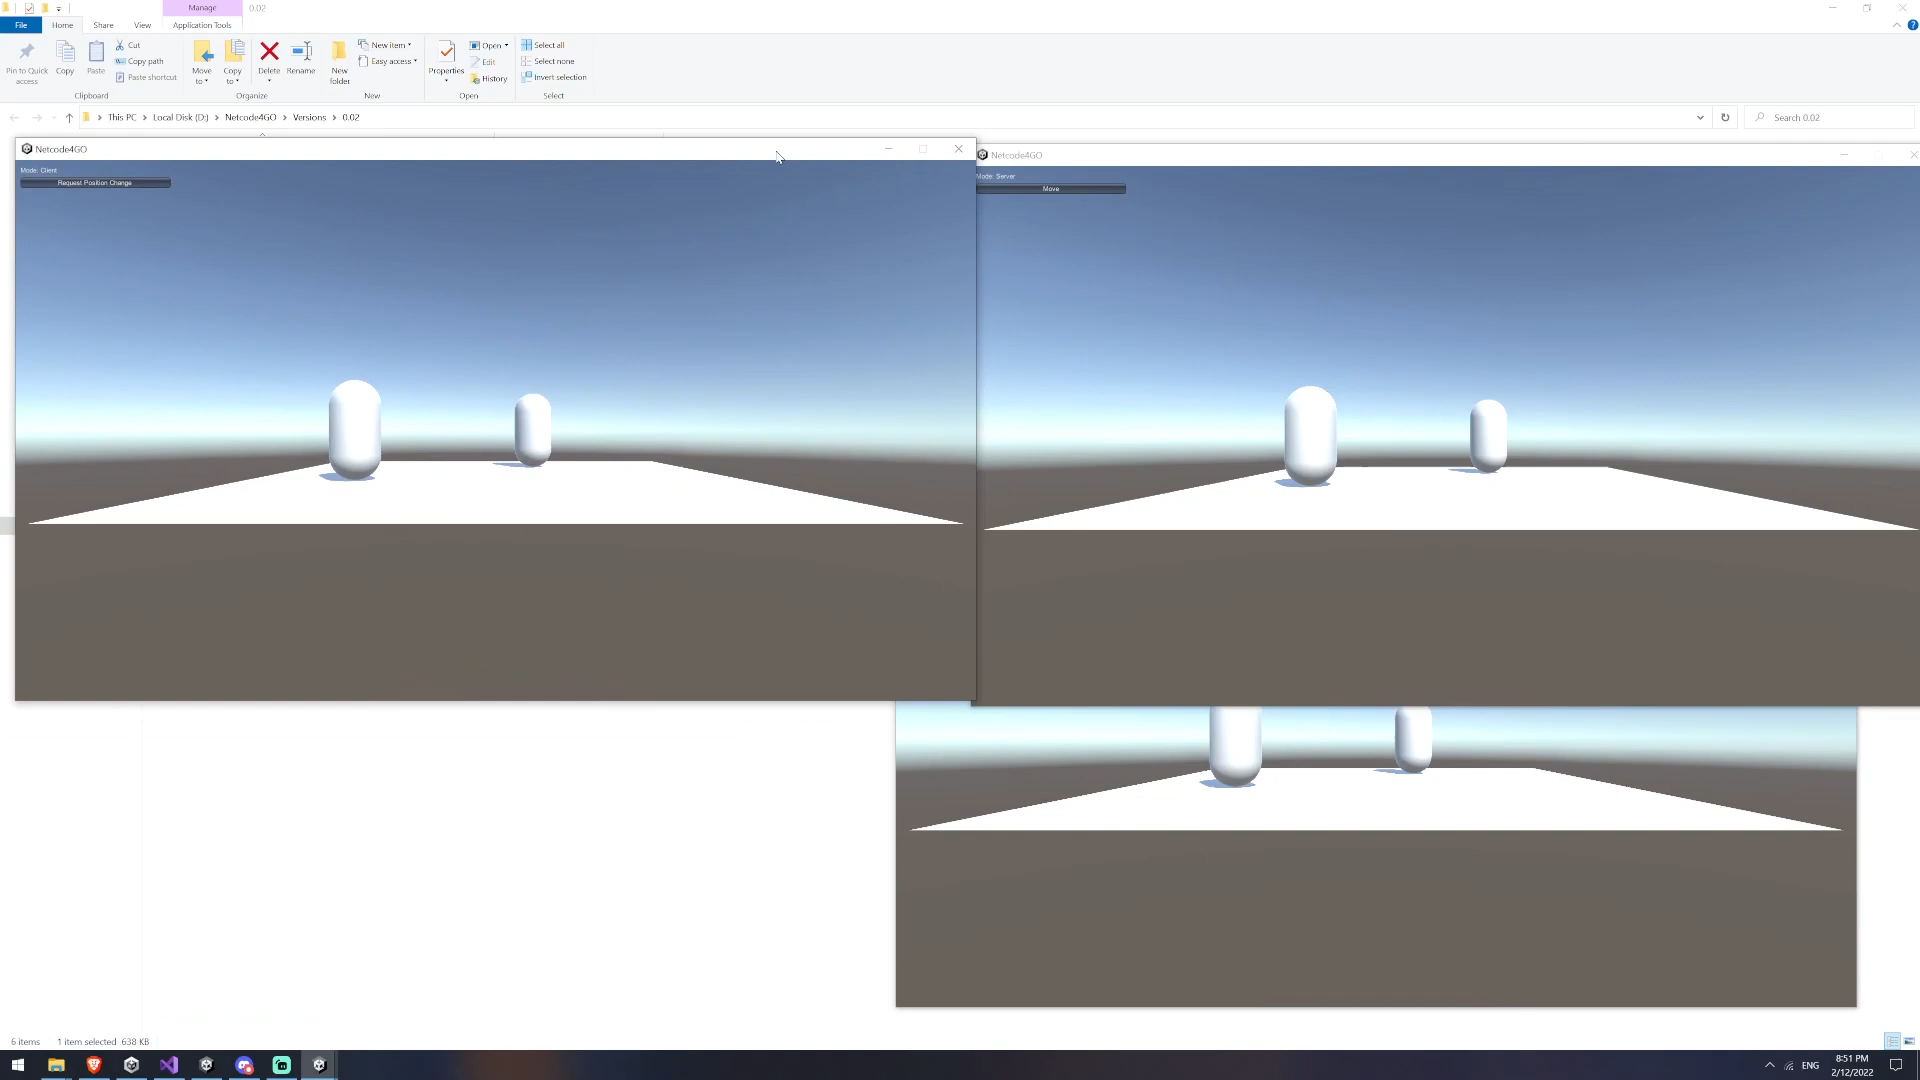 Manage
0.02
File
Home
Share
View
Application Tools
Pin to Quick
access
Copy
Paste
Cut
Copy path
Paste shortcut
Clipboard
Move
to
Copy
to
Delete
Rename
Organize
New
folder
New item
Easy access
New
Properties
Open
Edit
History
Open
Select all
Select none
Invert selection
Select
This PC
Local Disk (D:)
Netcode4GO
Versions
0.02
Search 0.02
Netcode4GO
Mode: Client
Request Position Change
Netcode4GO
Mode: Server
Move
6 items
1 item selected 638 KB
ENG
8:51 PM
2/12/2022